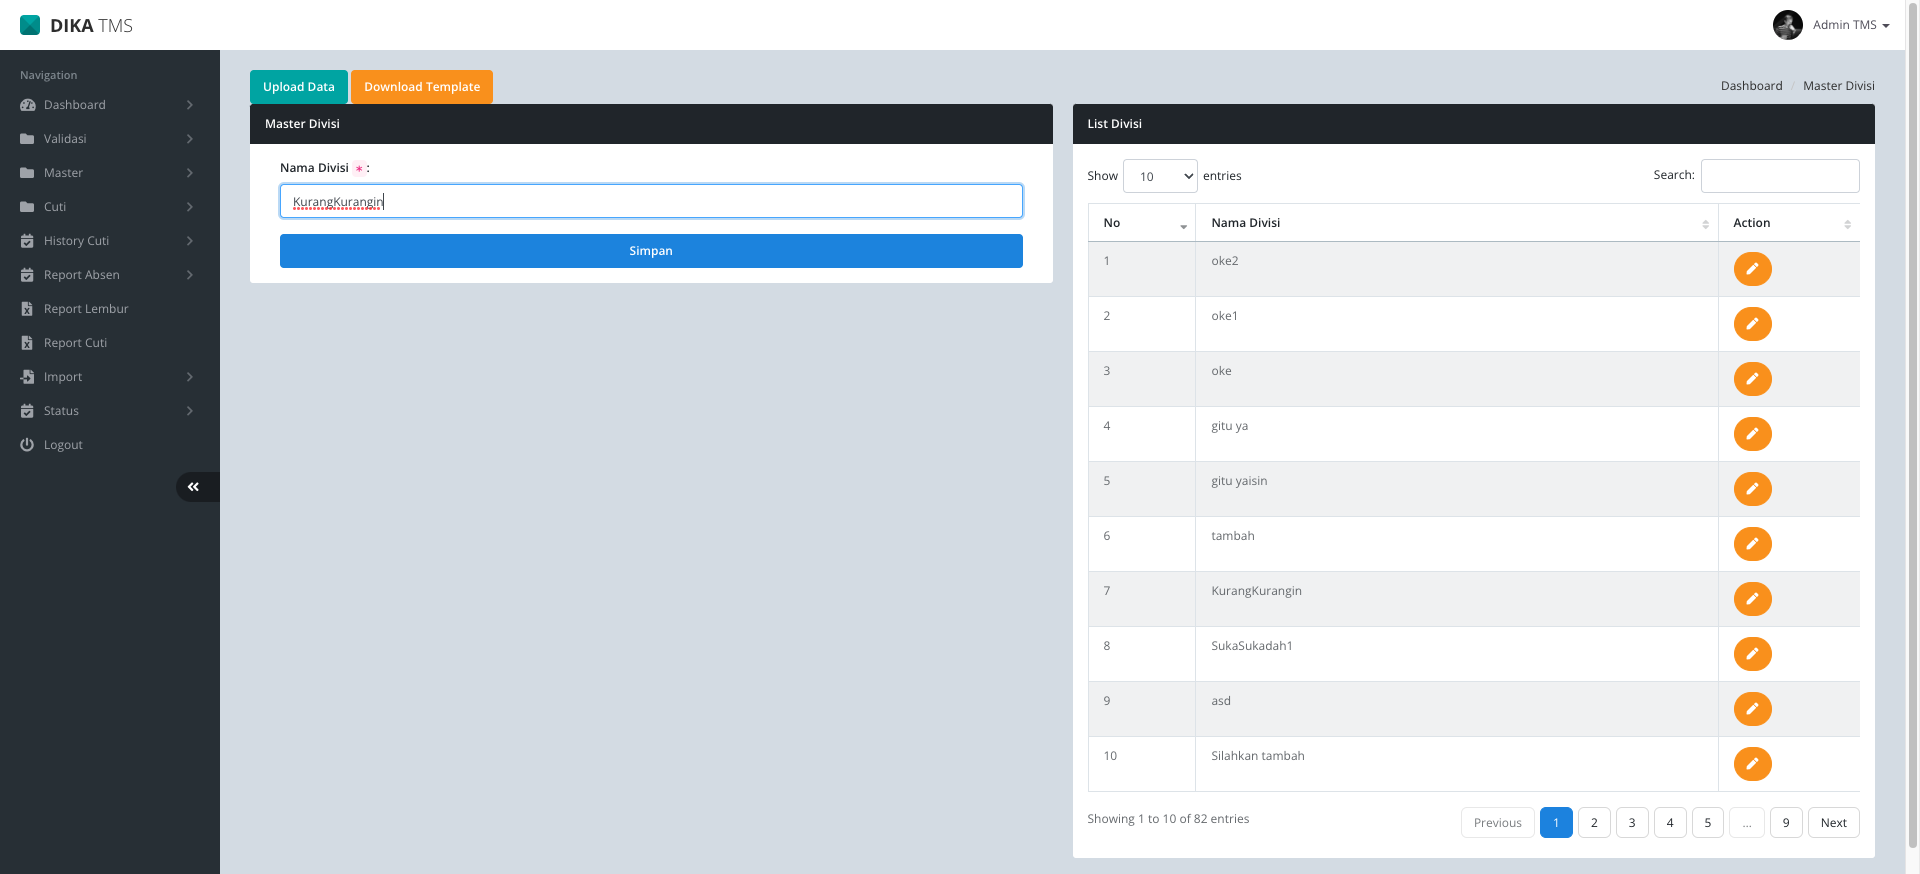 DIKA TMS
Admin TMS
Navigation
Dashboard
Validasi
Master
Cuti
History Cuti
Report Absen
Report Lembur
Report Cuti
Import
Status
Logout
Upload Data
Download Template
Dashboard / Master Divisi
Master Divisi
Nama Divisi * :
KurangKurangin
Simpan
List Divisi
Show 10 entries
Search:
No Nama Divisi Action
1 oke2
2 oke1
3 oke
4 gitu ya
5 gitu yaisin
6 tambah
7 KurangKurangin
8 SukaSukadah1
9 asd
10 Silahkan tambah
Showing 1 to 10 of 82 entries
Previous 1 2 3 4 5 ... 9 Next